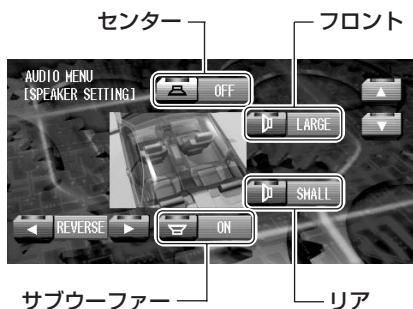 センター
フロント
AUDIO MENU
[SPEAKER SETTING]
OFF
LARGE
SMALL
REVERSE
ON
サブウーファー
リア